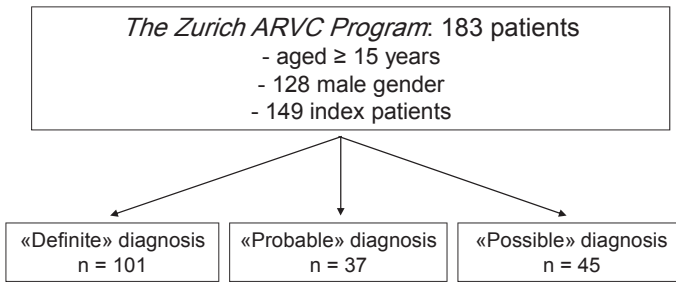 The Zurich ARVC Program: 183 patients
- aged ≥ 15 years
- 128 male gender
- 149 index patients
«Definite» diagnosis
n = 101
«Probable» diagnosis
n = 37
«Possible» diagnosis
n = 45